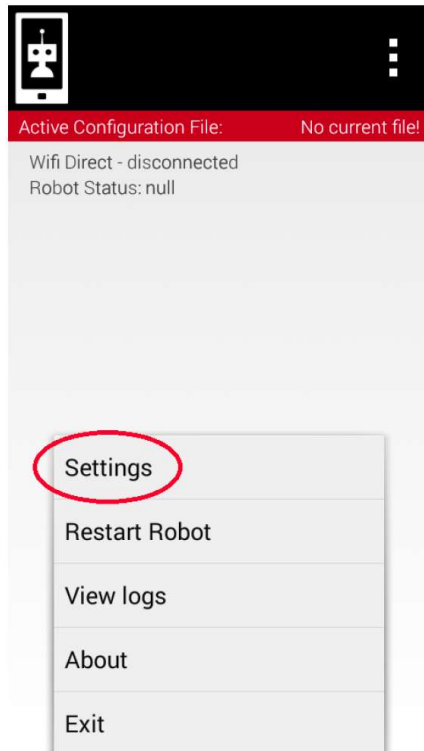 Active Configuration File: No current file!
Wifi Direct - disconnected
Robot Status: null
Settings
Restart Robot
View logs
About
Exit